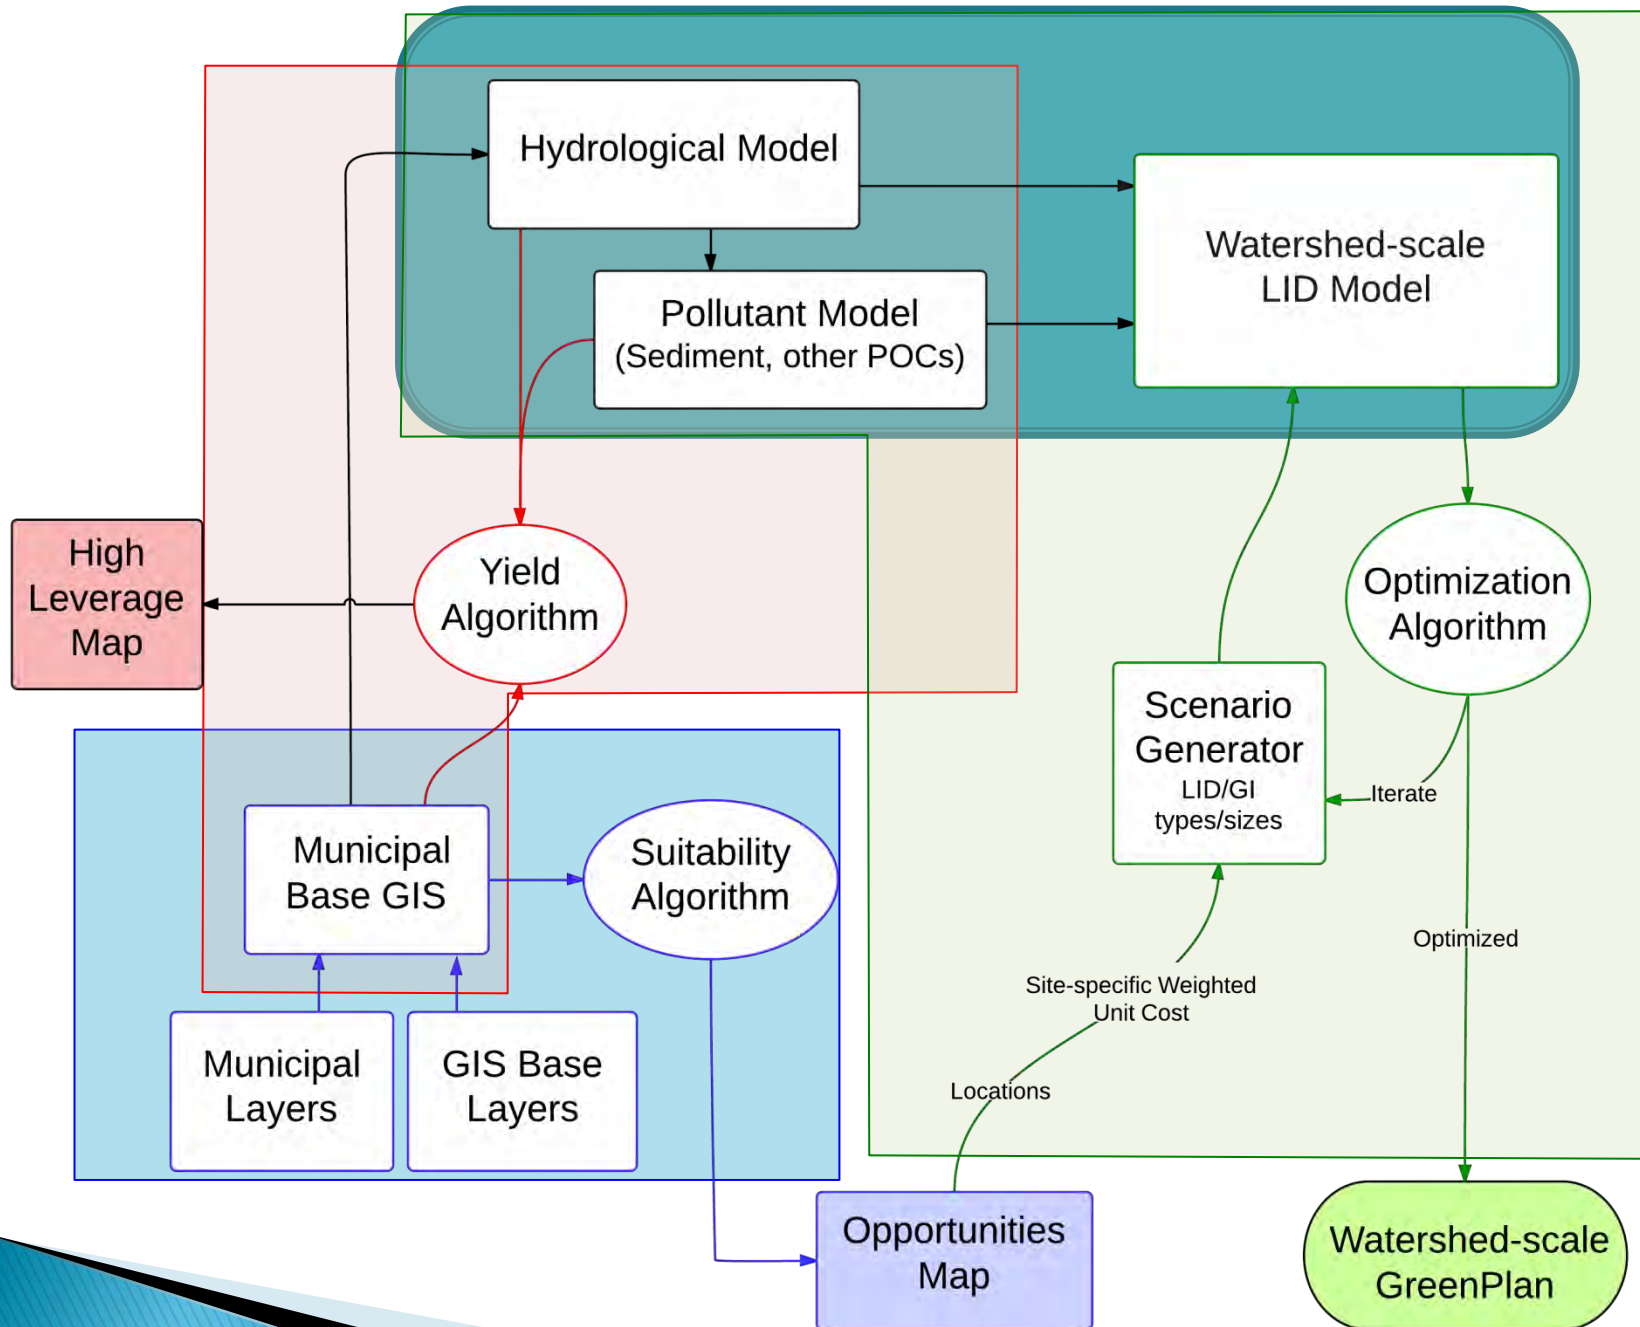 Hydrological Model
Pollutant Model
(Sediment, other POCs)
Watershed-scale
LID Model
High
Leverage
Map
Yield
Algorithm
Optimization
Algorithm
Scenario
Generator
LID/GI
types/sizes
Iterate
Municipal
Base GIS
Suitability
Algorithm
Optimized
Site-specific Weighted
Unit Cost
Municipal
Layers
GIS Base
Layers
Locations
Opportunities
Map
Watershed-scale
GreenPlan